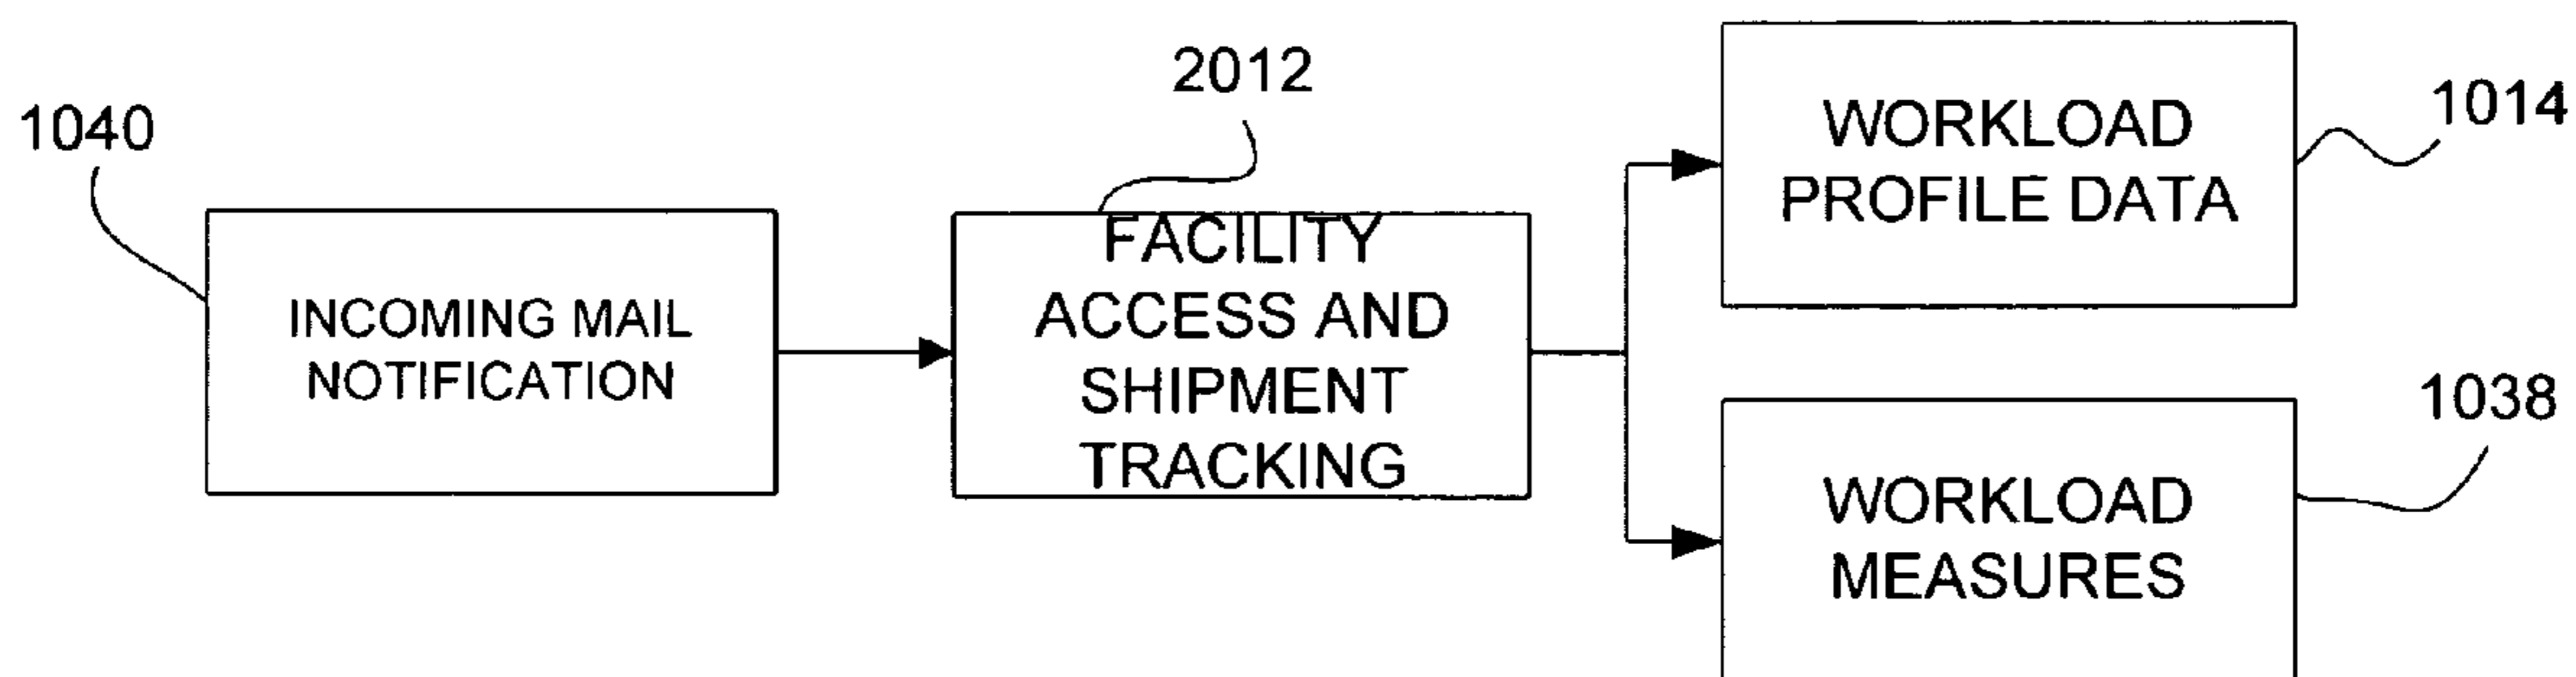 1040
INCOMING MAIL
NOTIFICATION
2012
FACILITY
ACCESS AND
SHIPMENT
TRACKING
WORKLOAD
PROFILE DATA
1014
WORKLOAD
MEASURES
1038